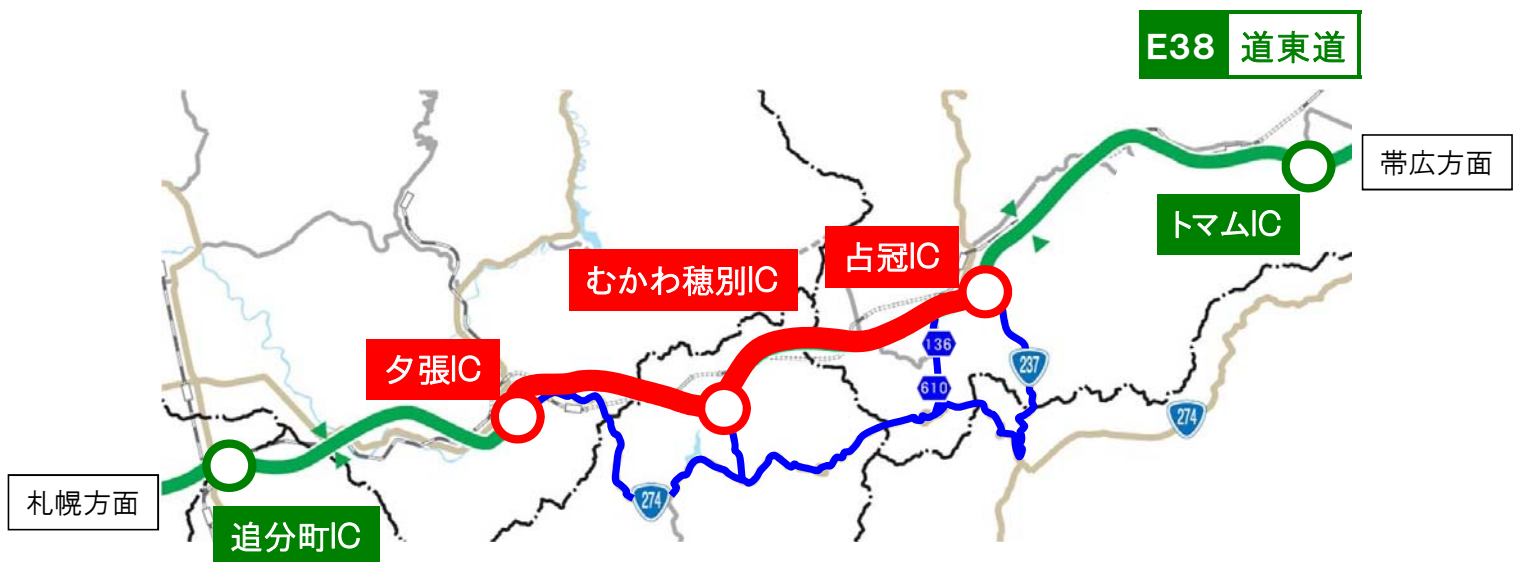 E38 道東道
帯広方面
トマムIC
占冠IC
むかわ穂別IC
136
237
夕張IC
610
274
274
札幌方面
追分町IC